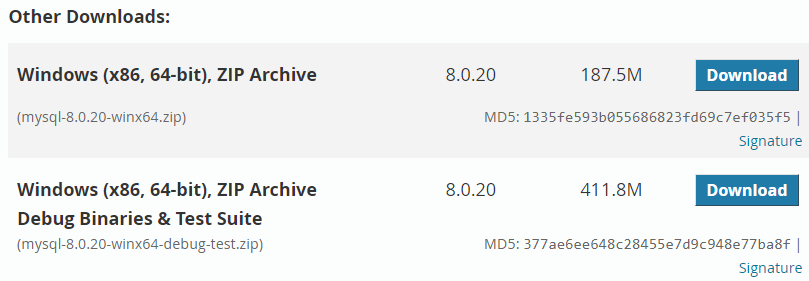 Other Downloads:
Windows (x86, 64-bit), ZIP Archive 8.0.20 187.5M Download
(mysql-8.0.20-winx64.zip) MD5: 1335fe593b055686823fd69c7ef035f5 |
Signature
Windows (x86, 64-bit), ZIP Archive 8.0.20 411.8M Download
Debug Binaries & Test Suite
(mysql-8.0.20-winx64-debug-test.zip) MD5: 377ae6ee648c28455e7d9c948e77ba8f |
Signature